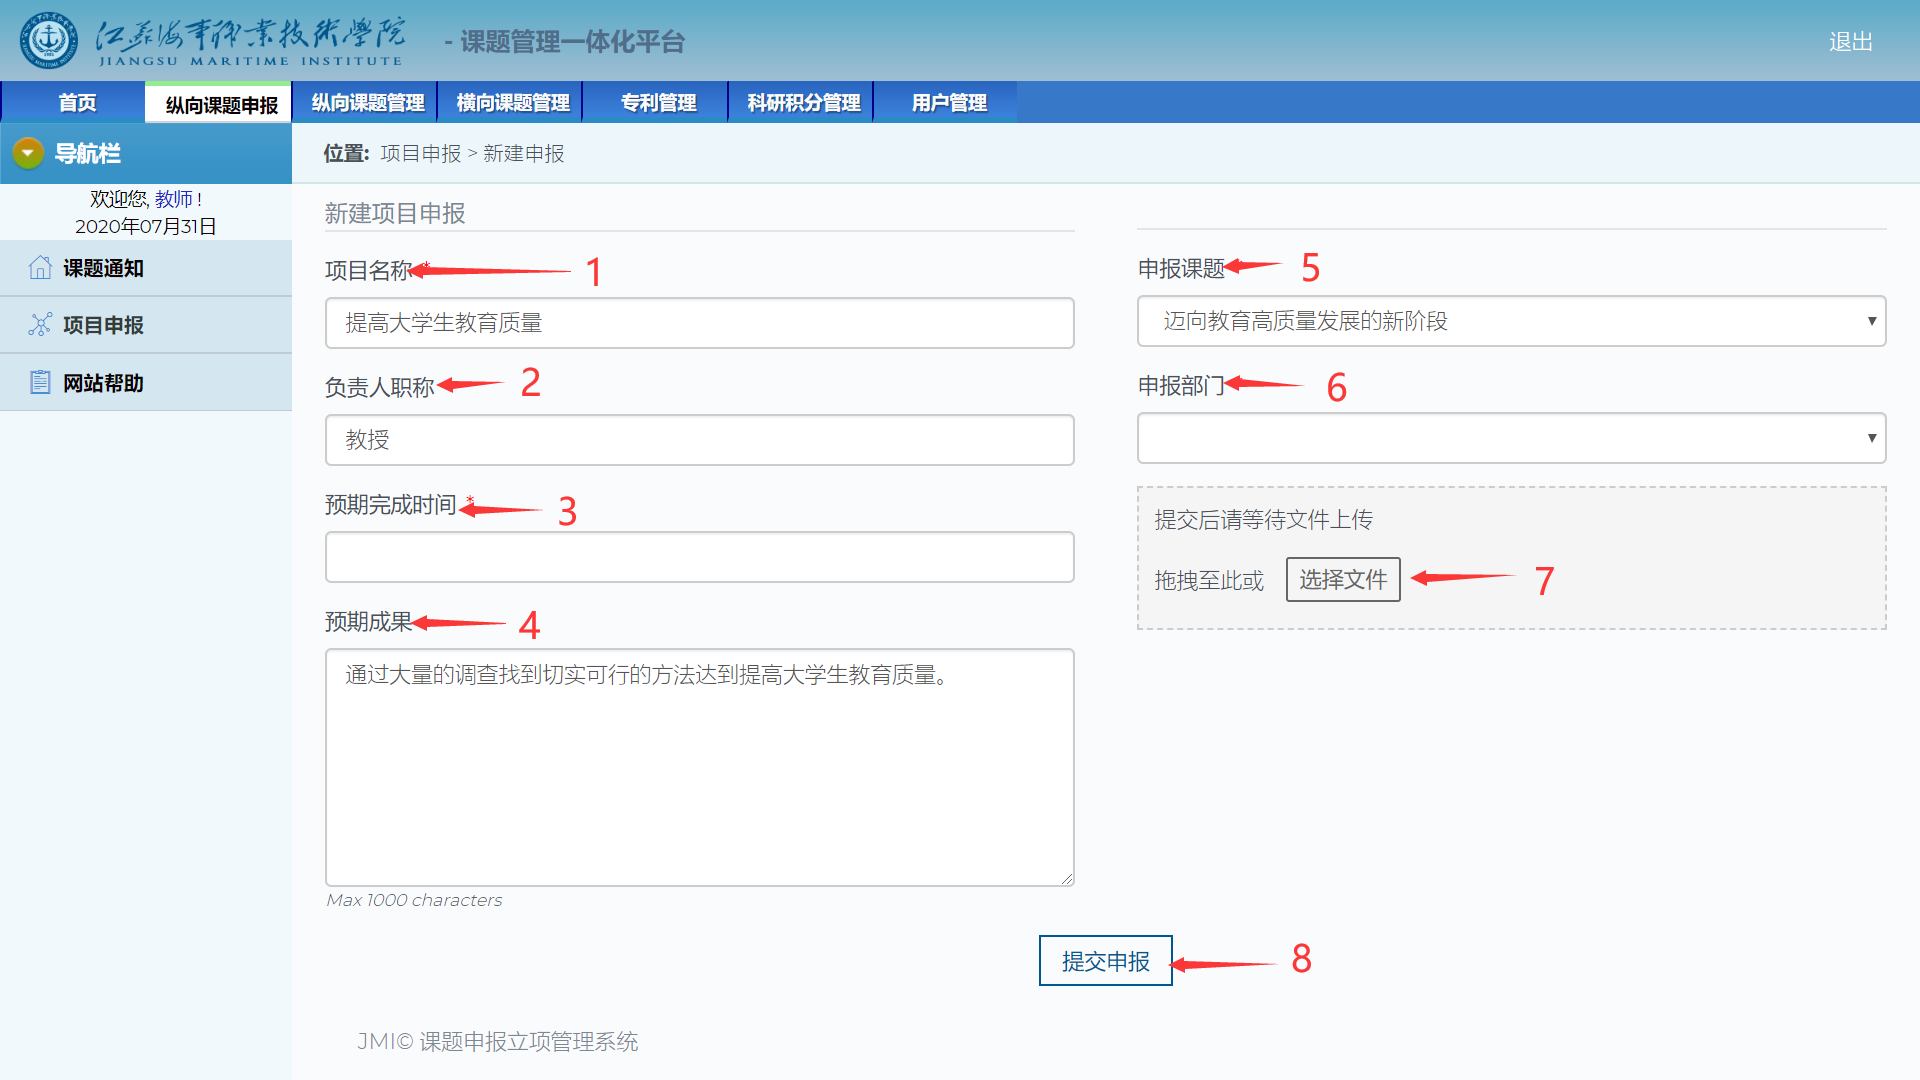 江苏海事职业技术学院
JIANGSU MARITIME INSTITUTE
- 课题管理一体化平台
退出
首页
纵向课题申报
纵向课题管理
横向课题管理
专利管理
科研积分管理
用户管理
导航栏
欢迎您, 教师 !
2020年07月31日
课题通知
项目申报
网站帮助
位置: 项目申报 > 新建申报
新建项目申报
项目名称 * 1
提高大学生教育质量
负责人职称 2
教授
预期完成时间 * 3
预期成果 4
通过大量的调查找到切实可行的方法达到提高大学生教育质量。
Max 1000 characters
申报课题 5
迈向教育高质量发展的新阶段
申报部门 6
提交后请等待文件上传
拖拽至此或 选择文件 7
提交申报 8
JMI© 课题申报立项管理系统